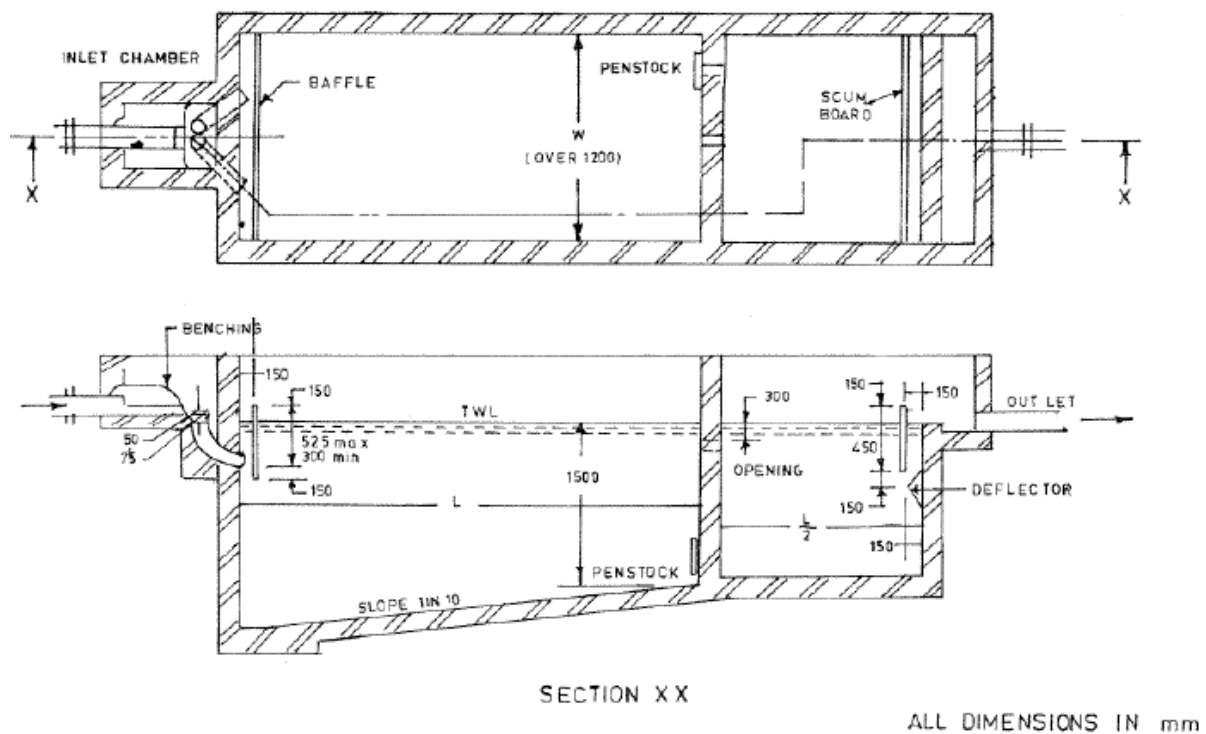 INLET CHAMBER
BAFFLE
PENSTOCK
SCUM
BOARD
W
(OVER 1200)
X
X
BENCHING
150
150
TWL
300
150
150
OUT LET
50
75
525 max
300 min
1500
450
OPENING
150
L
150
DEFLECTOR
L
2
150
PENSTOCK
SLOPE 1IN 10
SECTION XX
ALL DIMENSIONS IN mm